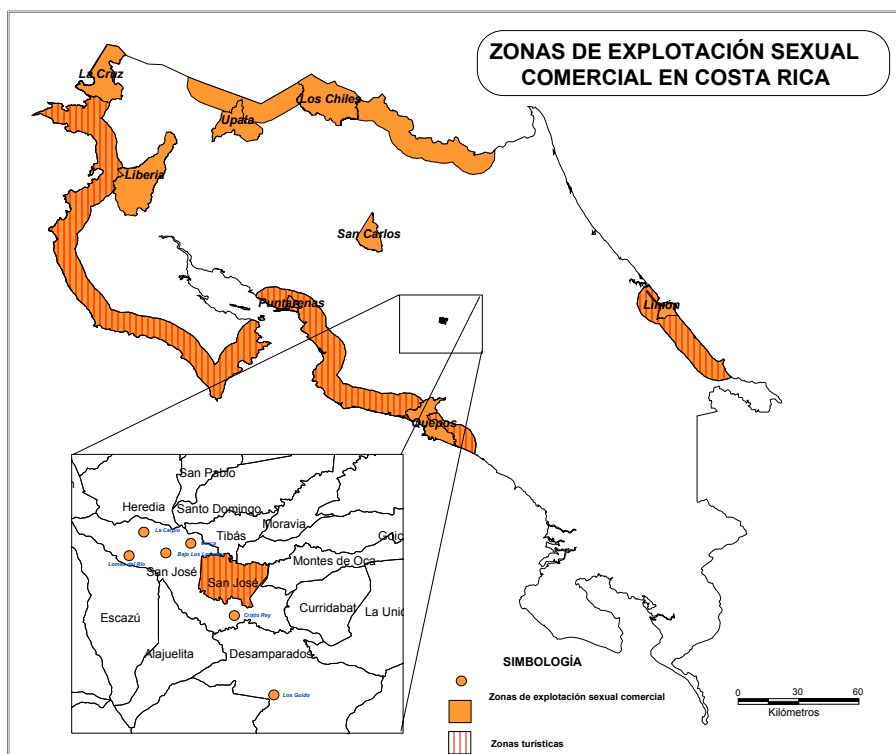 ZONAS DE EXPLOTACIÓN SEXUAL
COMERCIAL EN COSTA RICA
La Cruz
Los Chiles
Upala
Liberia
San Carlos
Puntarenas
Limón
Quepos
San Pablo
Heredia
Santo Domingo
Moravia
Tibás
La Carpio
Bajo Los
Lomas del Río
San José
San José
Montes de Oca
Cristo Rey
Curridabat
La Unió
Escazú
Alajuelita
Desamparados
Los Guido
SIMBOLOGÍA
Zonas de explotación sexual comercial
Zonas turísticas
0 30 60
Kilómetros